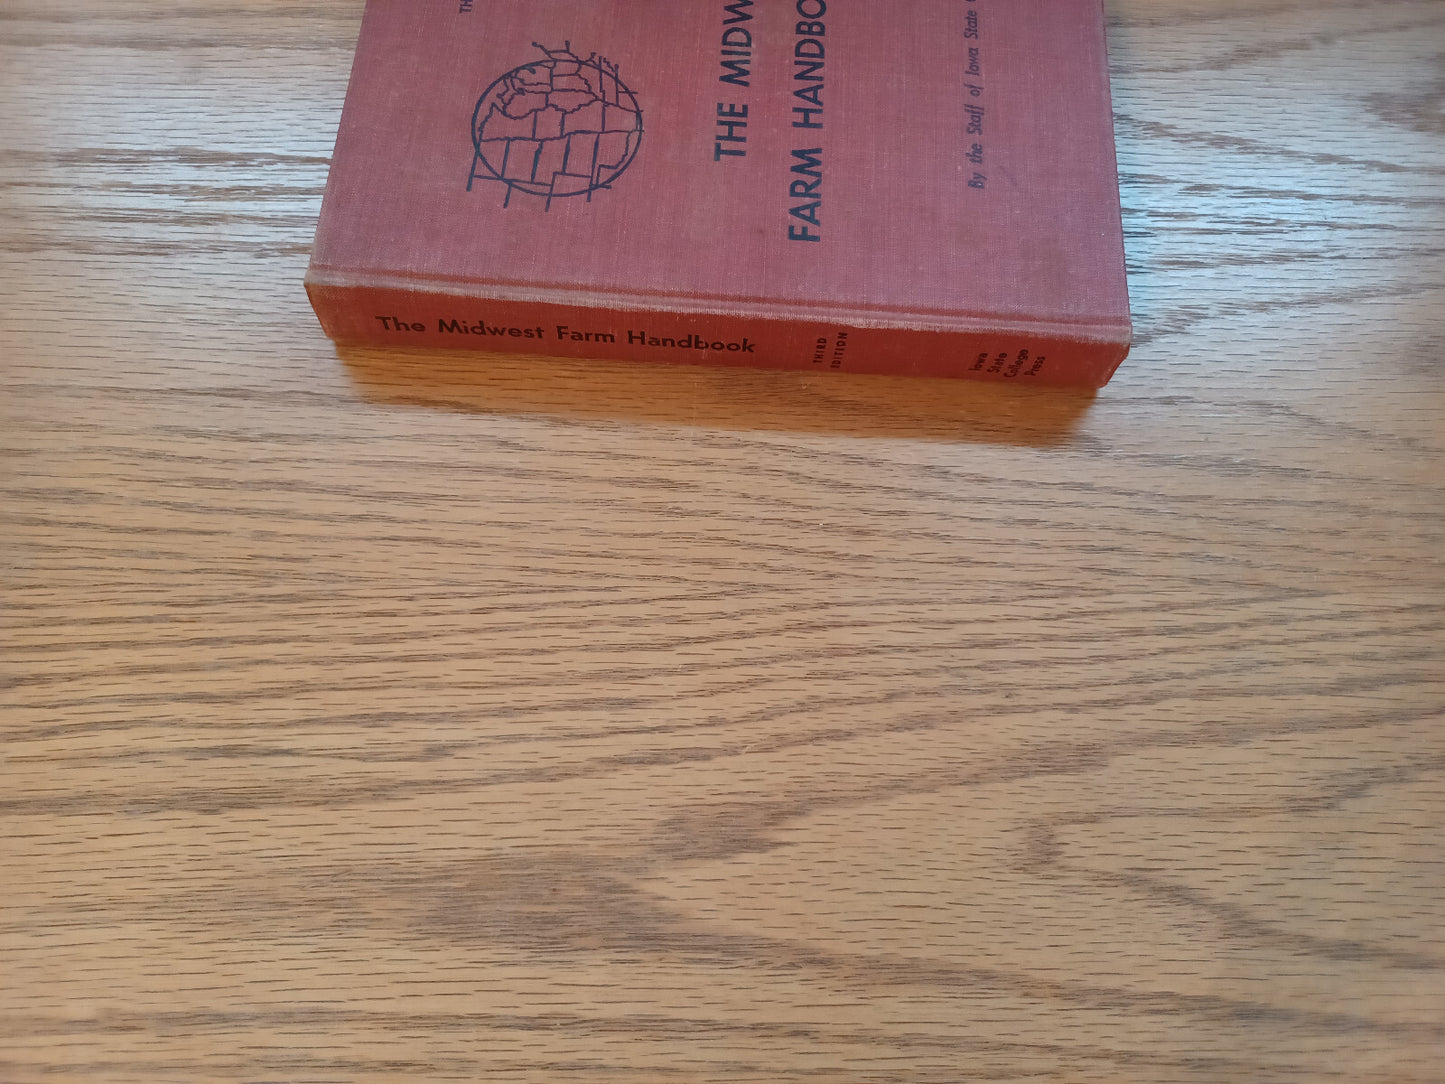 TH
THE MIDW
FARM HANDBO
By the Staff of Iowa State
The Midwest Farm Handbook
THIRD
EDITION
Iowa
State
College
Press